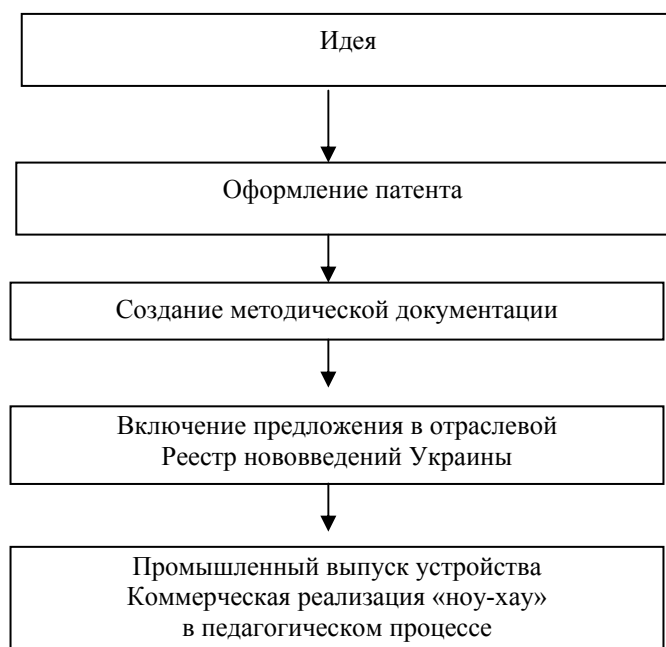 Идея
Оформление патента
Создание методической документации
Включение предложения в отраслевой
Реестр нововведений Украины
Промышленный выпуск устройства
Коммерческая реализация «ноу-хау»
в педагогическом процессе